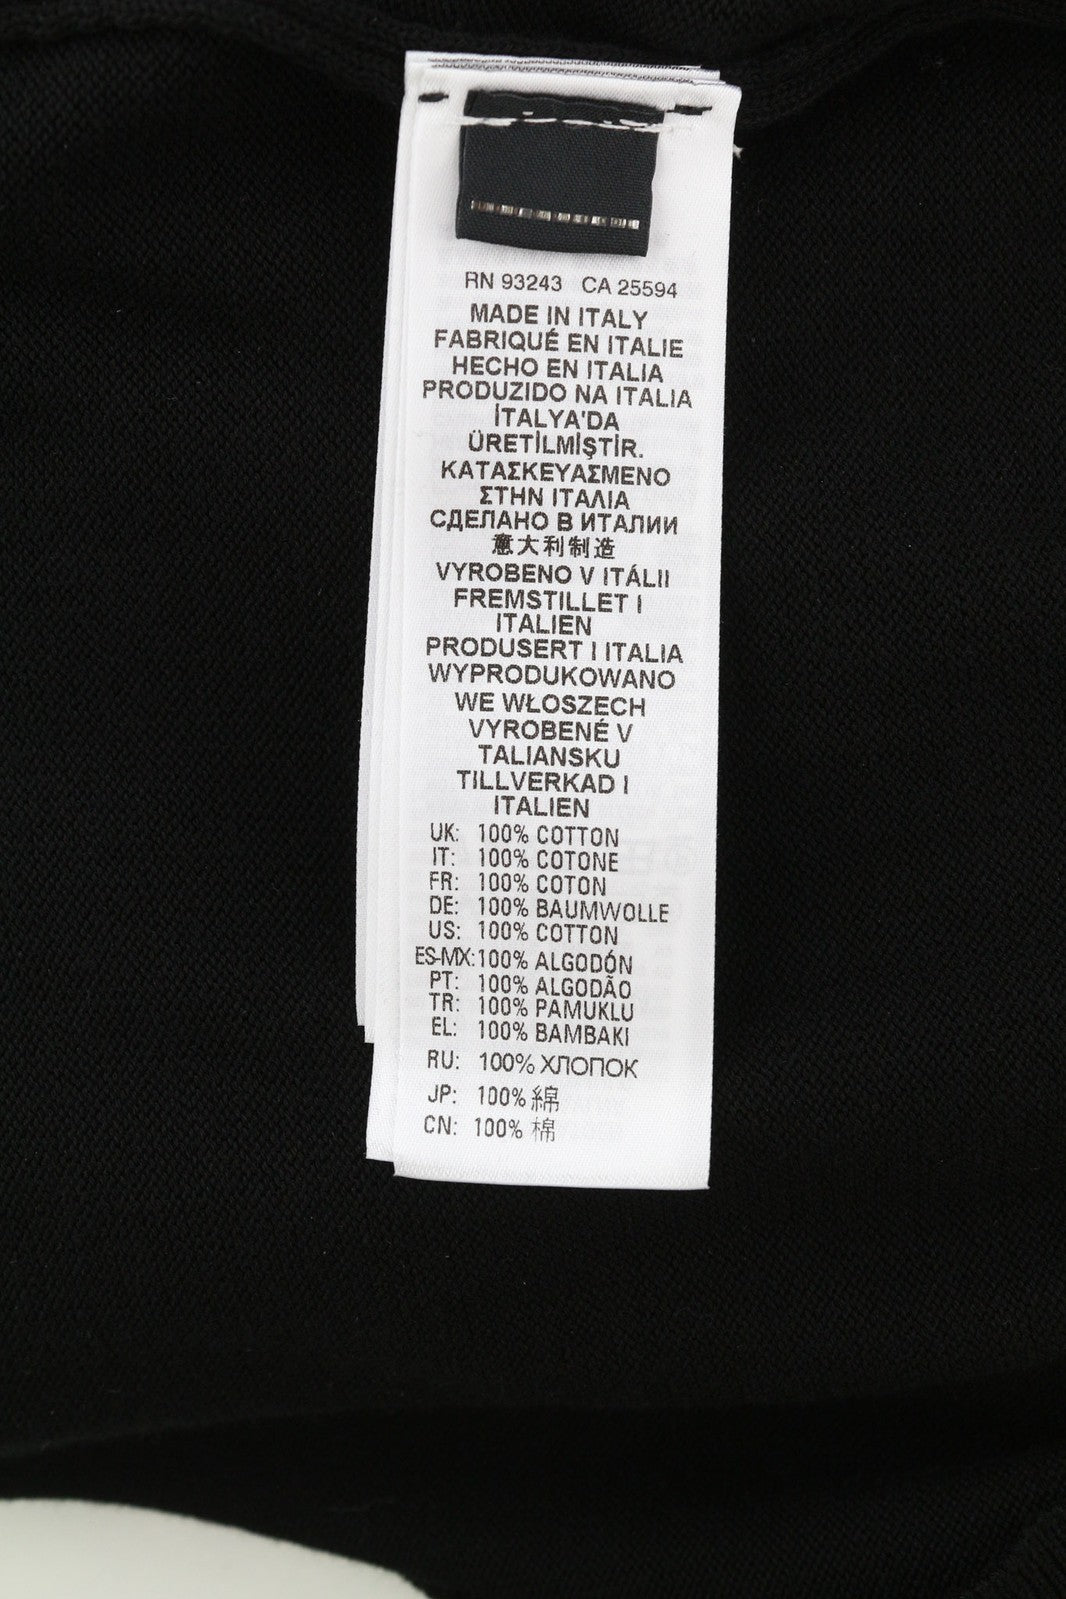 RN 93243 CA 25594
MADE IN ITALY
FABRIQUÉ EN ITALIE
HECHO EN ITALIA
PRODUZIDO NA ITALIA
İTALYA'DA
ÜRETİLMİŞTİR.
ΚΑΤΑΣΚΕΥΑΣΜΕΝΟ
ΣΤΗΝ ΙΤΑΛΙΑ
СДЕЛАНО В ИТАЛИИ
意大利制造
VYROBENO V ITÁLII
FREMSTILLET I
ITALIEN
PRODUSERT I ITALIA
WYPRODUKOWANO
WE WŁOSZECH
VYROBENÉ V
TALIANSKU
TILLVERKAD I
ITALIEN
UK: 100% COTTON
IT: 100% COTONE
FR: 100% COTON
DE: 100% BAUMWOLLE
US: 100% COTTON
ES-MX: 100% ALGODÓN
PT: 100% ALGODÃO
TR: 100% PAMUKLU
EL: 100% BAMBAKI
RU: 100% ХЛОПОК
JP: 100% 綿
CN: 100% 棉